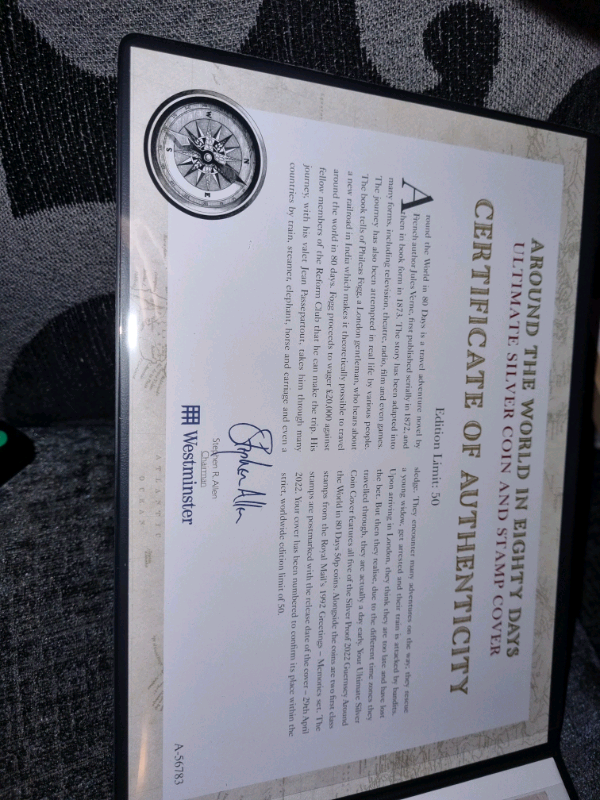 AROUND THE WORLD IN EIGHTY DAYS
ULTIMATE SILVER COIN AND STAMP COVER
CERTIFICATE OF AUTHENTICITY
Edition Limit: 50
Around the World in 80 Days is a travel adventure novel by
French author Jules Verne, first published serially in 1872, and
then in book form in 1873. The story has been adapted into
many forms, including television, theatre, radio, film and even games.
The journey has also been attempted in real life by various people.
The book tells of Phileas Fogg, a London gentleman, who hears about
a new railroad in India which makes it theoretically possible to travel
around the world in 80 days. Fogg proceeds to wager £20,000 against
fellow members of the Reform Club that he can make the trip. His
journey, with his valet Jean Passepartout, takes him through many
countries by train, steamer, elephant, horse and carriage and even a
sledge. They encounter many adventures on the way; they rescue
a young widow, get arrested and their train is attacked by bandits.
Upon arriving in London, they think they are too late and have lost
the bet. But then they realise, due to the different time zones they
travelled through, they are actually a day early. Your Ultimate Silver
Coin Cover features all five of the Silver Proof 2022 Guernsey Around
the World in 80 Days 50p coins. Alongside the coins are two first class
stamps from the Royal Mail's 1992 Greetings – Memories set. The
stamps are postmarked with the release date of the cover – 29th April
2022. Your cover has been numbered to confirm its place within the
strict, worldwide edition limit of 50.
Stephen Allen
Stephen R. Allen
Chairman
Westminster
A-56783
N
E
S
W
ATLANTIC
OCEAN